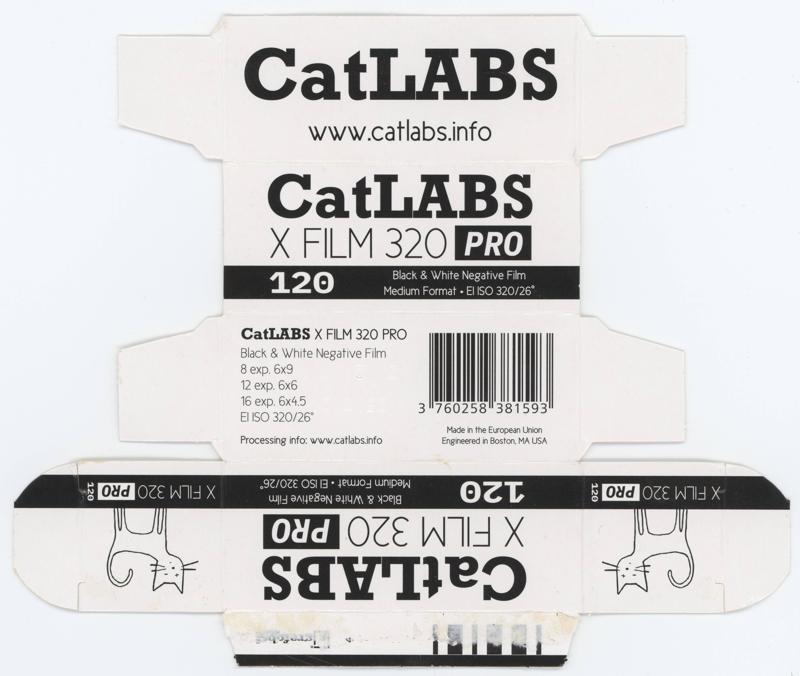 CatLABS
www.catlabs.info
CatLABS
X FILM 320 PRO
120
Black & White Negative Film
Medium Format • EI ISO 320/26°
CatLABS X FILM 320 PRO
Black & White Negative Film
8 exp. 6x9
12 exp. 6x6
16 exp. 6x4.5
EI ISO 320/26°
Processing info: www.catlabs.info
3 760258 381593
Made in the European Union
Engineered in Boston, MA USA
X FILM 320 PRO 120
120
Black & White Negative Film
Medium Format • EI ISO 320/26°
X FILM 320 PRO
CatLABS
X FILM 320 PRO 120